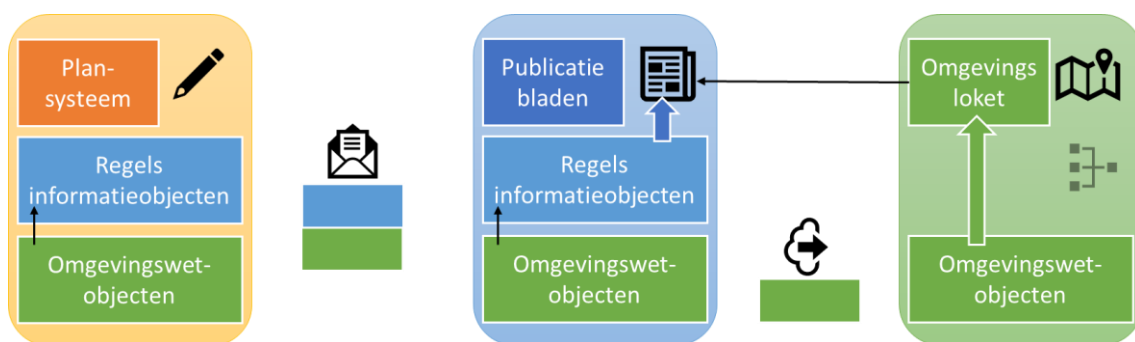 Plan-
systeem
Regels
informatieobjecten
Omgevingswet-
objecten
Publicatie
bladen
Regels
informatieobjecten
Omgevingswet-
objecten
Omgevings
loket
Omgevingswet-
objecten